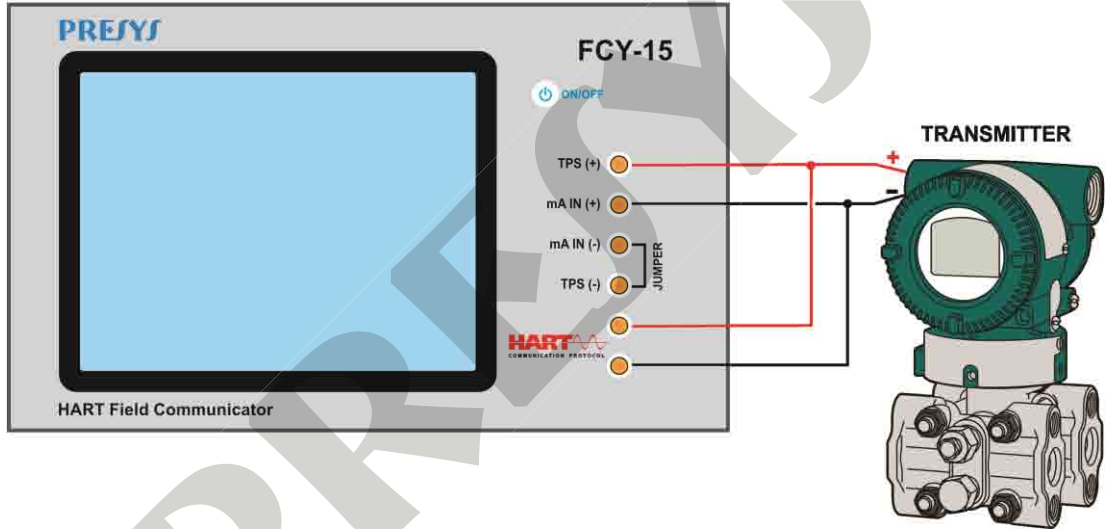 PRESYS
FCY-15
ON/OFF
TRANSMITTER
TPS (+)
+
mA IN (+)
-
mA IN (-)
JUMPER
TPS (-)
HART
COMMUNICATION PROTOCOL
HART Field Communicator
PRESYS